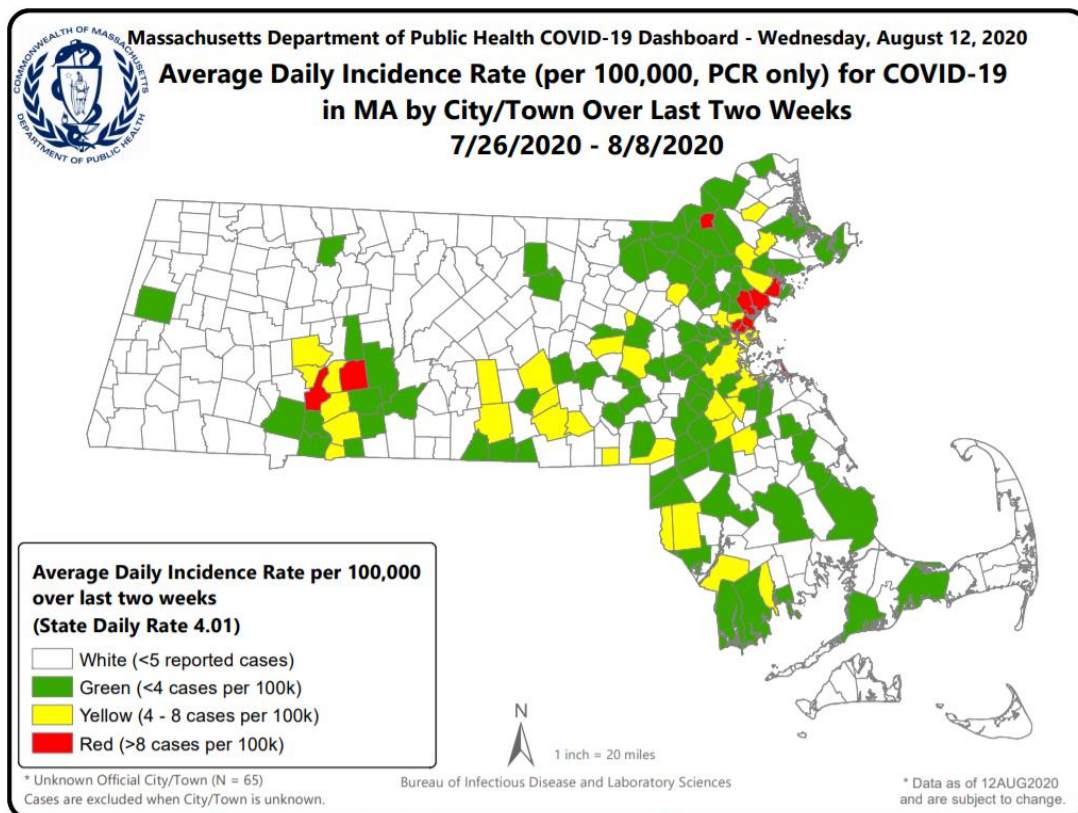 COMMONWEALTH OF MASSACHUSETTS
DEPARTMENT OF PUBLIC HEALTH
Massachusetts Department of Public Health COVID-19 Dashboard - Wednesday, August 12, 2020
Average Daily Incidence Rate (per 100,000, PCR only) for COVID-19
in MA by City/Town Over Last Two Weeks
7/26/2020 - 8/8/2020
Average Daily Incidence Rate per 100,000
over last two weeks
(State Daily Rate 4.01)
White (<5 reported cases)
Green (<4 cases per 100k)
Yellow (4 - 8 cases per 100k)
Red (>8 cases per 100k)
N
1 inch = 20 miles
* Unknown Official City/Town (N = 65)
Cases are excluded when City/Town is unknown.
Bureau of Infectious Disease and Laboratory Sciences
* Data as of 12AUG2020
and are subject to change.